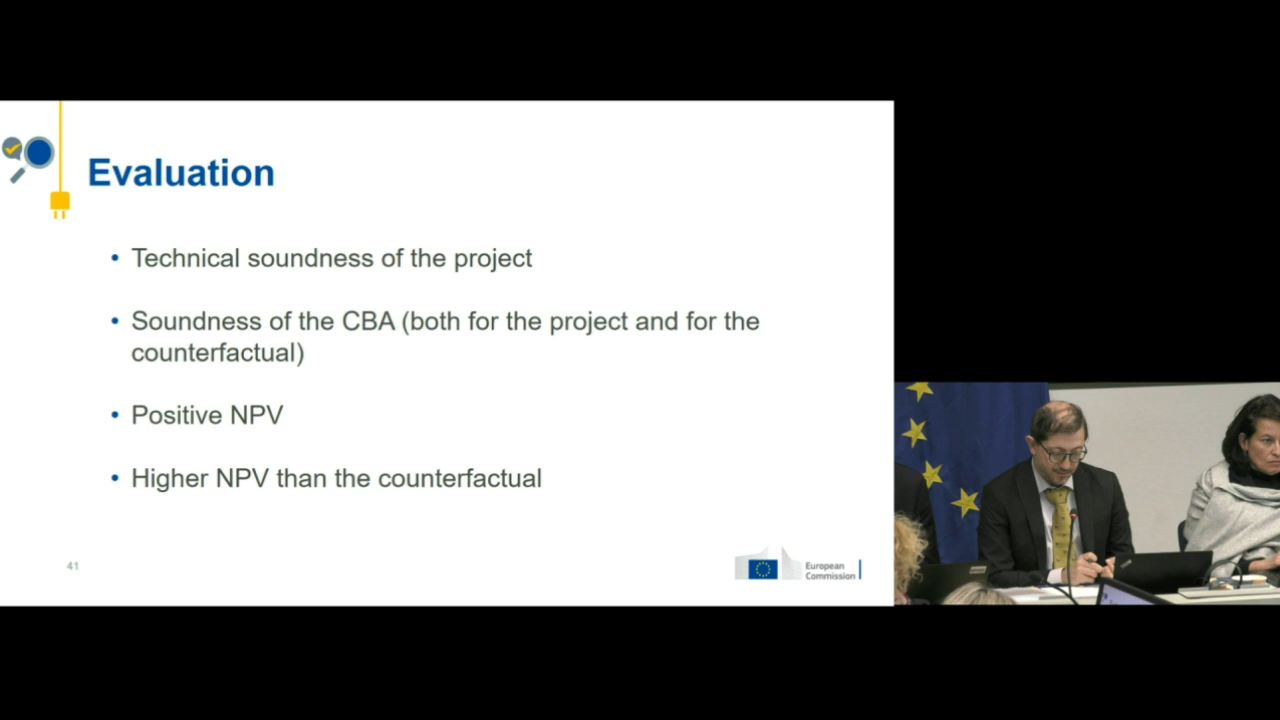 Evaluation
• Technical soundness of the project
• Soundness of the CBA (both for the project and for the
counterfactual)
• Positive NPV
• Higher NPV than the counterfactual
41
European
Commission